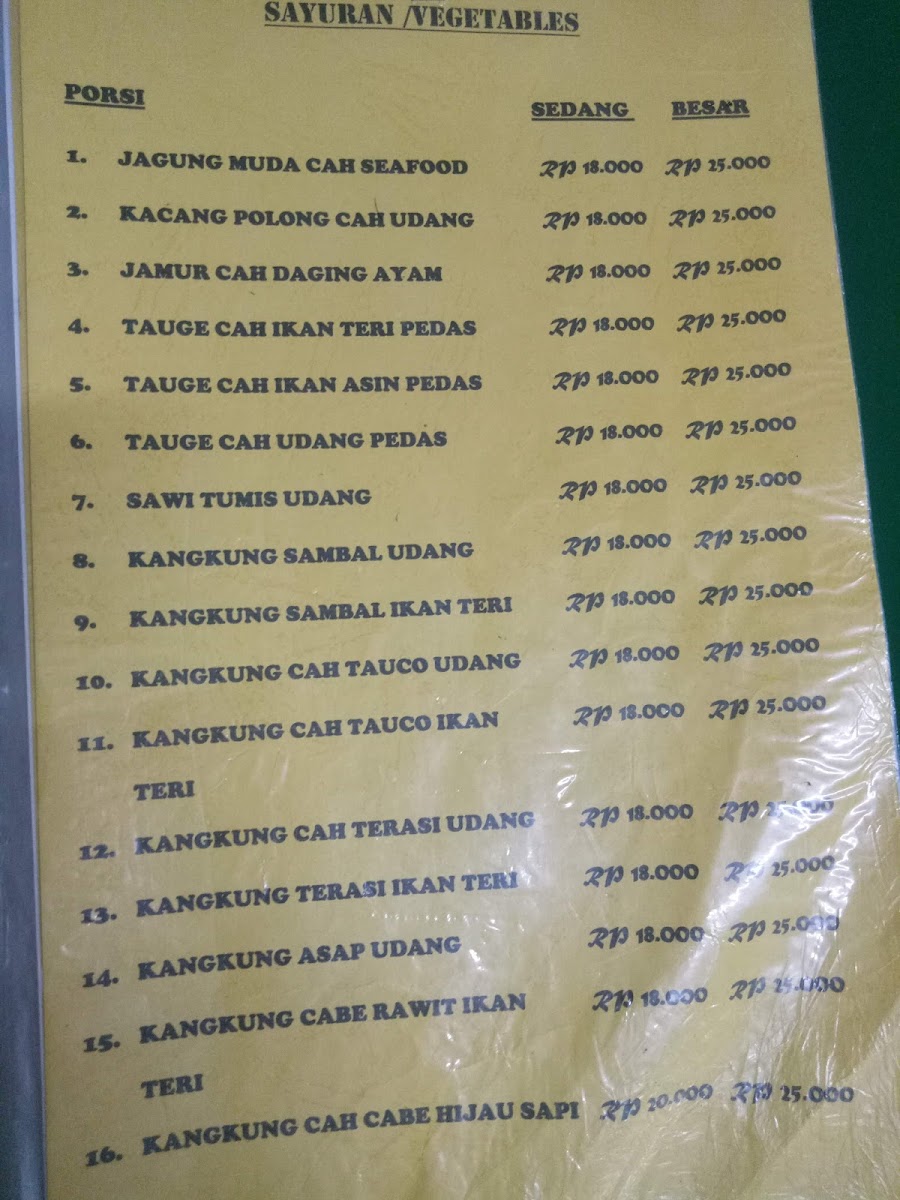 SAYURAN /VEGETABLES
PORSI SEDANG BESAR
1. JAGUNG MUDA CAH SEAFOOD RP 18.000 RP 25.000
2. KACANG POLONG CAH UDANG RP 18.000 RP 25.000
3. JAMUR CAH DAGING AYAM RP 18.000 RP 25.000
4. TAUGE CAH IKAN TERI PEDAS RP 18.000 RP 25.000
5. TAUGE CAH IKAN ASIN PEDAS RP 18.000 RP 25.000
6. TAUGE CAH UDANG PEDAS RP 18.000 RP 25.000
7. SAWI TUMIS UDANG RP 18.000 RP 25.000
8. KANGKUNG SAMBAL UDANG RP 18.000 RP 25.000
9. KANGKUNG SAMBAL IKAN TERI RP 18.000 RP 25.000
10. KANGKUNG CAH TAUCO UDANG RP 18.000 RP 25.000
11. KANGKUNG CAH TAUCO IKAN RP 18.000 RP 25.000
TERI
12. KANGKUNG CAH TERASI UDANG RP 18.000 RP 25.000
13. KANGKUNG TERASI IKAN TERI RP 18.000 RP 25.000
14. KANGKUNG ASAP UDANG RP 18.000 RP 25.000
15. KANGKUNG CABE RAWIT IKAN RP 18.000 RP 25.000
TERI
16. KANGKUNG CAH CABE HIJAU SAPI RP 20.000 RP 25.000